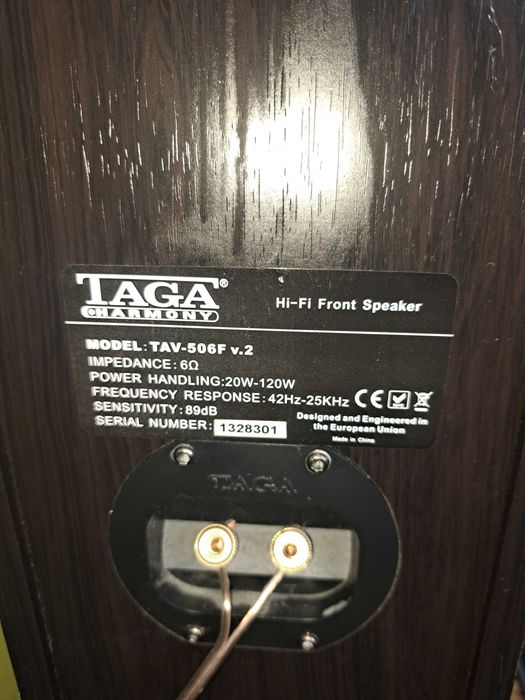 TAGA®
HARMONY
Hi-Fi Front Speaker
MODEL: TAV-506F v.2
IMPEDANCE: 6Ω
POWER HANDLING:20W-120W
FREQUENCY RESPONSE: 42Hz-25KHz CE
SENSITIVITY: 89dB
Designed and Engineered in
the European Union
SERIAL NUMBER: 1328301
Made in China
TAGA